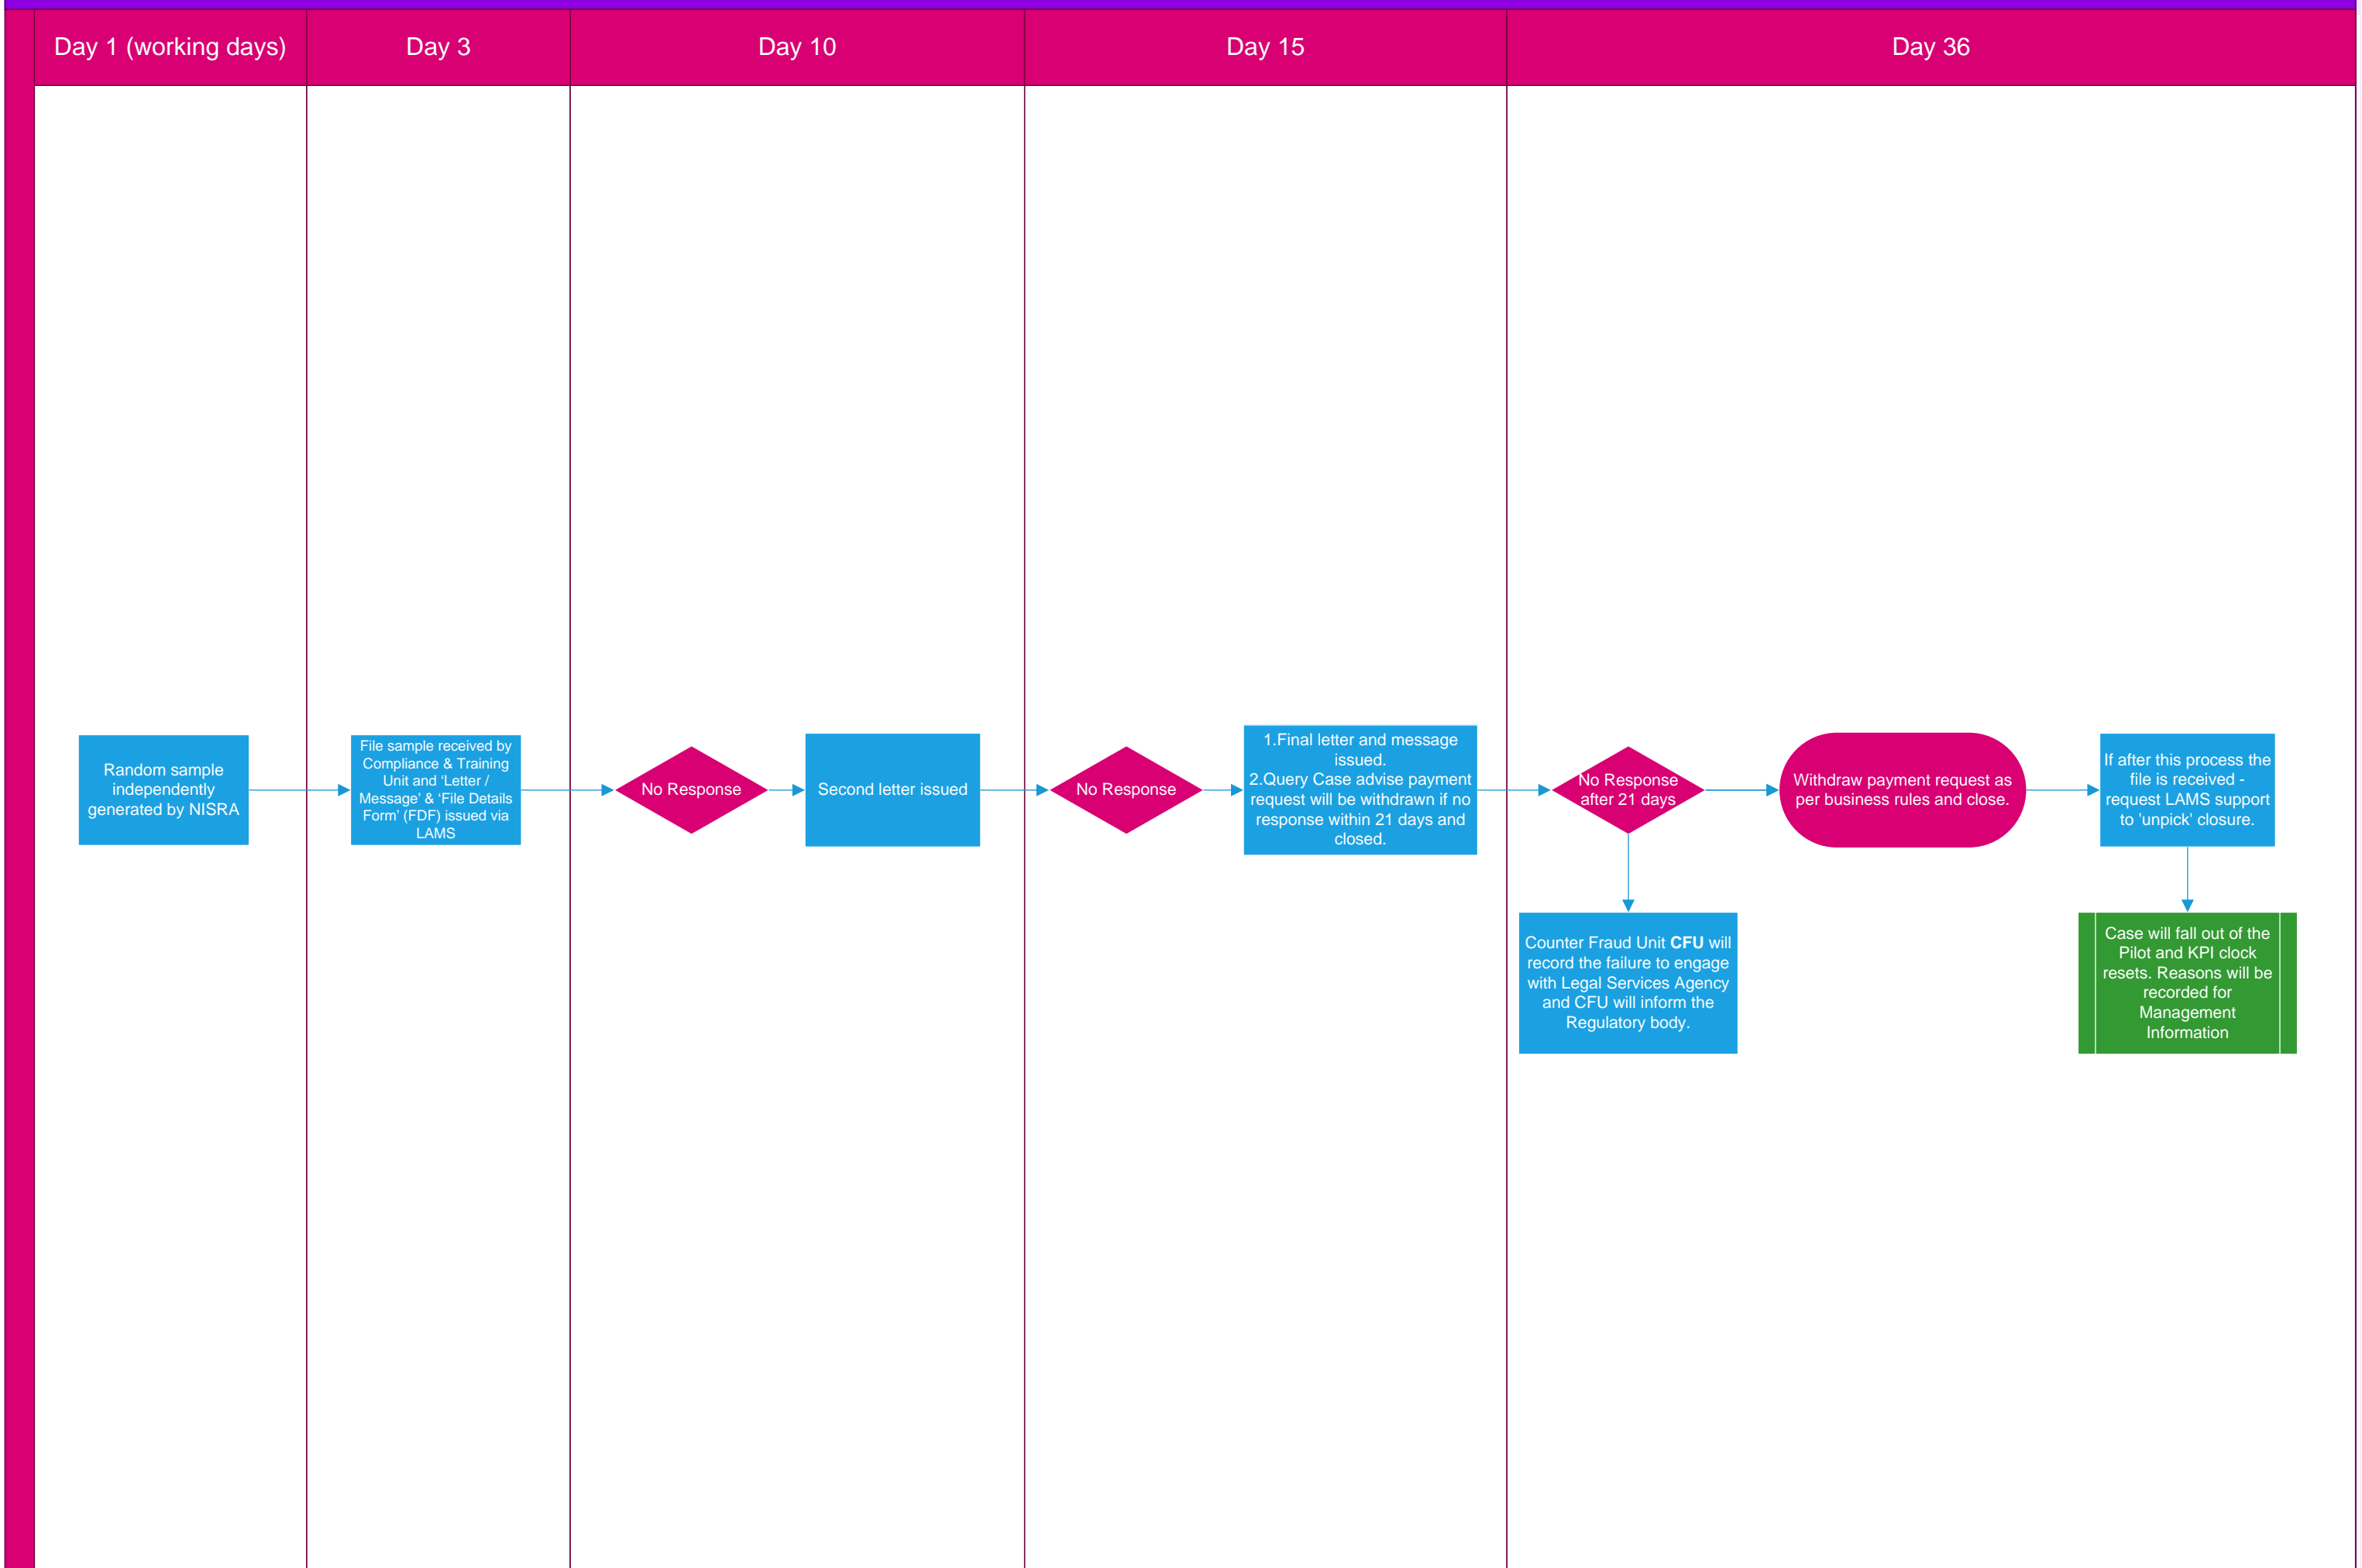 Day 1 (working days)
Day 3
Day 10
Day 15
Day 36
Random sample
independently
generated by NISRA
File sample received by
Compliance & Training
Unit and ‘Letter /
Message’ & ‘File Details
Form’ (FDF) issued via
LAMS
No Response
Second letter issued
No Response
1.Final letter and message
issued.
2.Query Case advise payment
request will be withdrawn if no
response within 21 days and
closed.
No Response
after 21 days
Withdraw payment request as
per business rules and close.
If after this process the
file is received -
request LAMS support
to 'unpick' closure.
Counter Fraud Unit CFU will
record the failure to engage
with Legal Services Agency
and CFU will inform the
Regulatory body.
Case will fall out of the
Pilot and KPI clock
resets. Reasons will be
recorded for
Management
Information